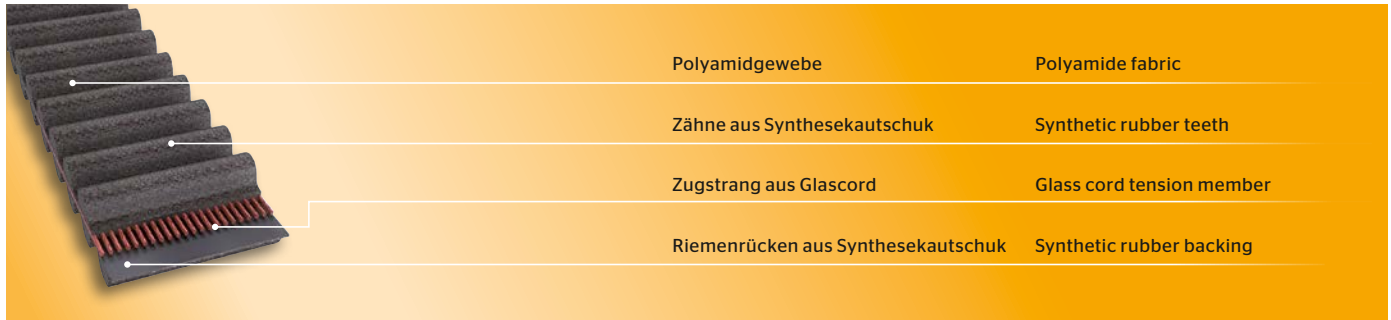 Polyamidgewebe Polyamide fabric
Zähne aus Synthesekautschuk Synthetic rubber teeth
Zugstrang aus Glascord Glass cord tension member
Riemenrücken aus Synthesekautschuk Synthetic rubber backing